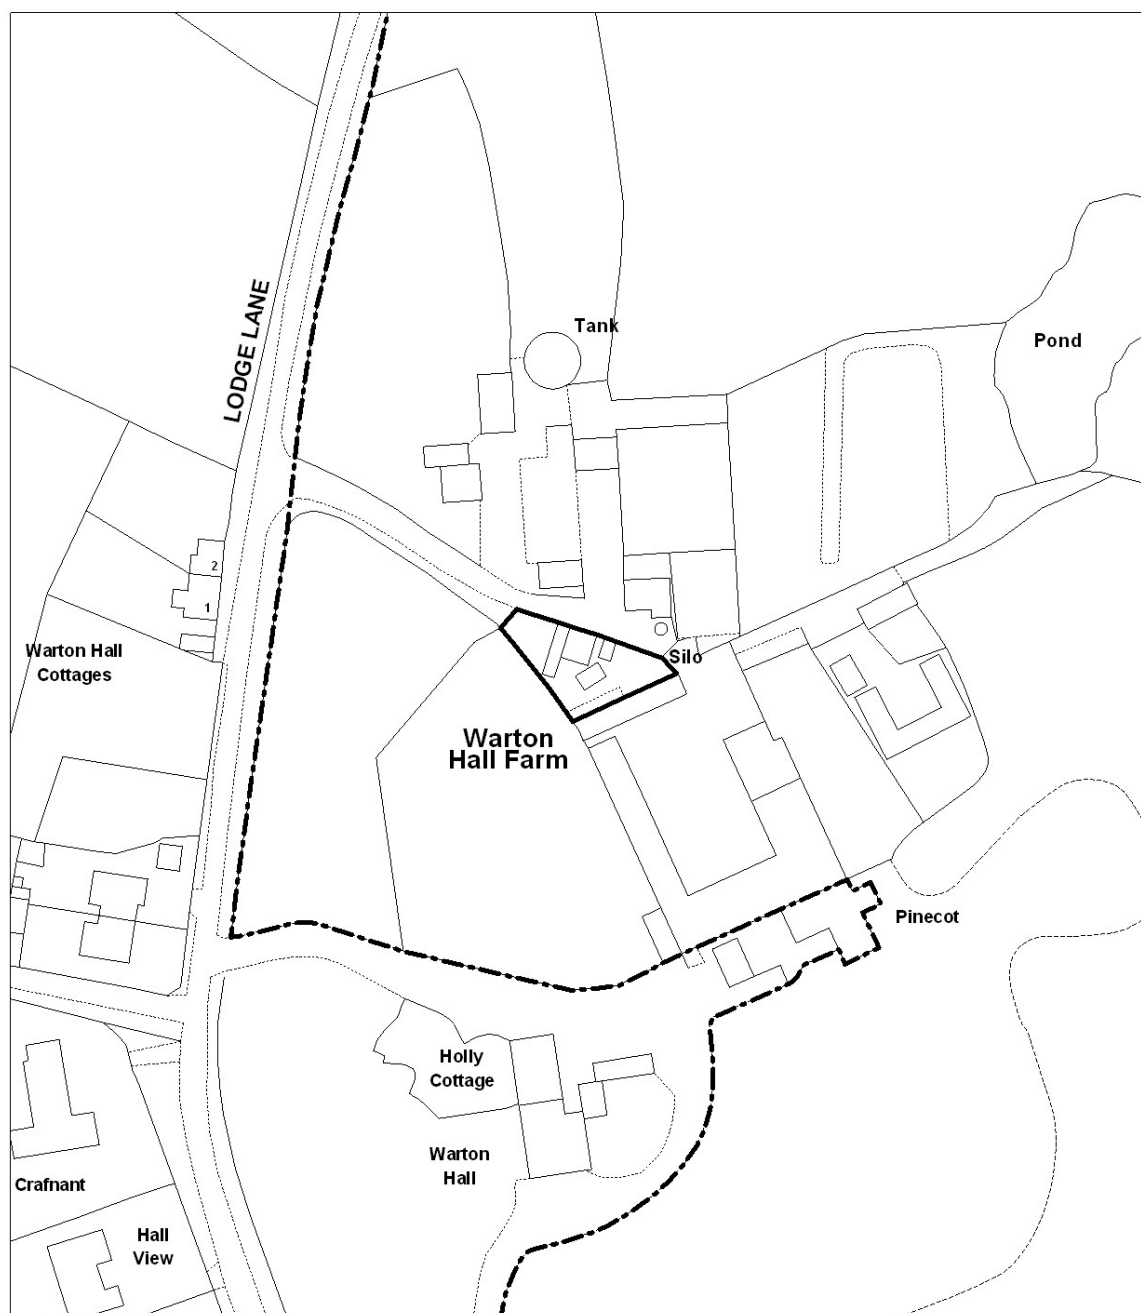 LODGE LANE
Tank
Pond
2
1
Warton Hall
Cottages
Silo
Warton
Hall Farm
Pinecot
Holly
Cottage
Warton
Hall
Crafnant
Hall
View